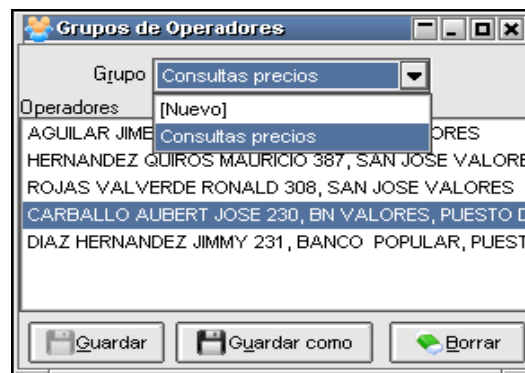 Grupos de Operadores
Grupo Consultas precios
Operadores
[Nuevo]
Consultas precios
AGUILAR JIME ORES
HERNANDEZ QUIROS MAURICIO 387, SAN JOSE VALORE
ROJAS VALVERDE RONALD 308, SAN JOSE VALORES
CARBALLO AUBERT JOSE 230, BN VALORES, PUESTO D
DIAZ HERNANDEZ JIMMY 231, BANCO POPULAR, PUEST
Guardar Guardar como Borrar